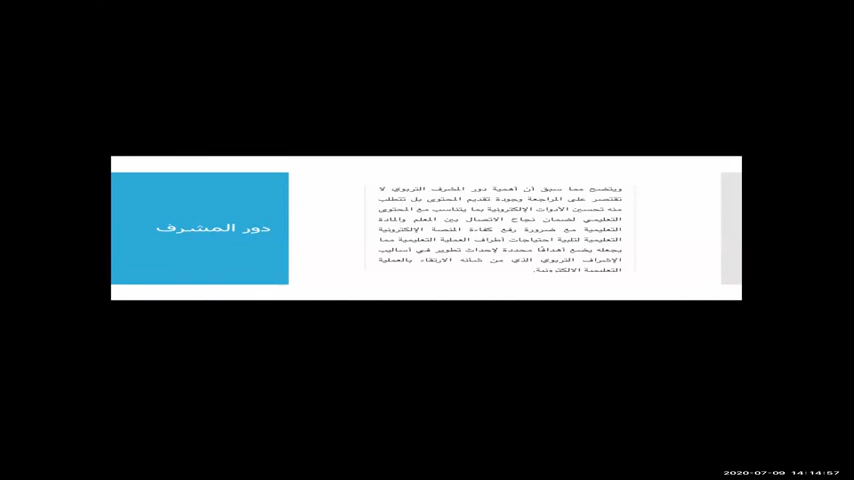 دور المشرف
ويتضح مما سبق أن أهمية دور المشرف التربوي لا
تقتصر على المراجعة وجودة تقديم المحتوى بل تتطلب
منه تحسين الأدوات الإلكترونية بما يتناسب مع المحتوى
التعليمي لضمان نجاح الاتصال بين المعلم والمادة
التعليمية مع ضرورة رفع كفاءة المنصة الإلكترونية
التعليمية لتلبية احتياجات أطراف العملية التعليمية مما
يجعله يضع أهدافًا محددة لإحداث تطوير في أساليب
الإشراف التربوي الذي من شأنه الارتقاء بالعملية
التعليمية الالكترونية.
2020-07-09 14:14:57